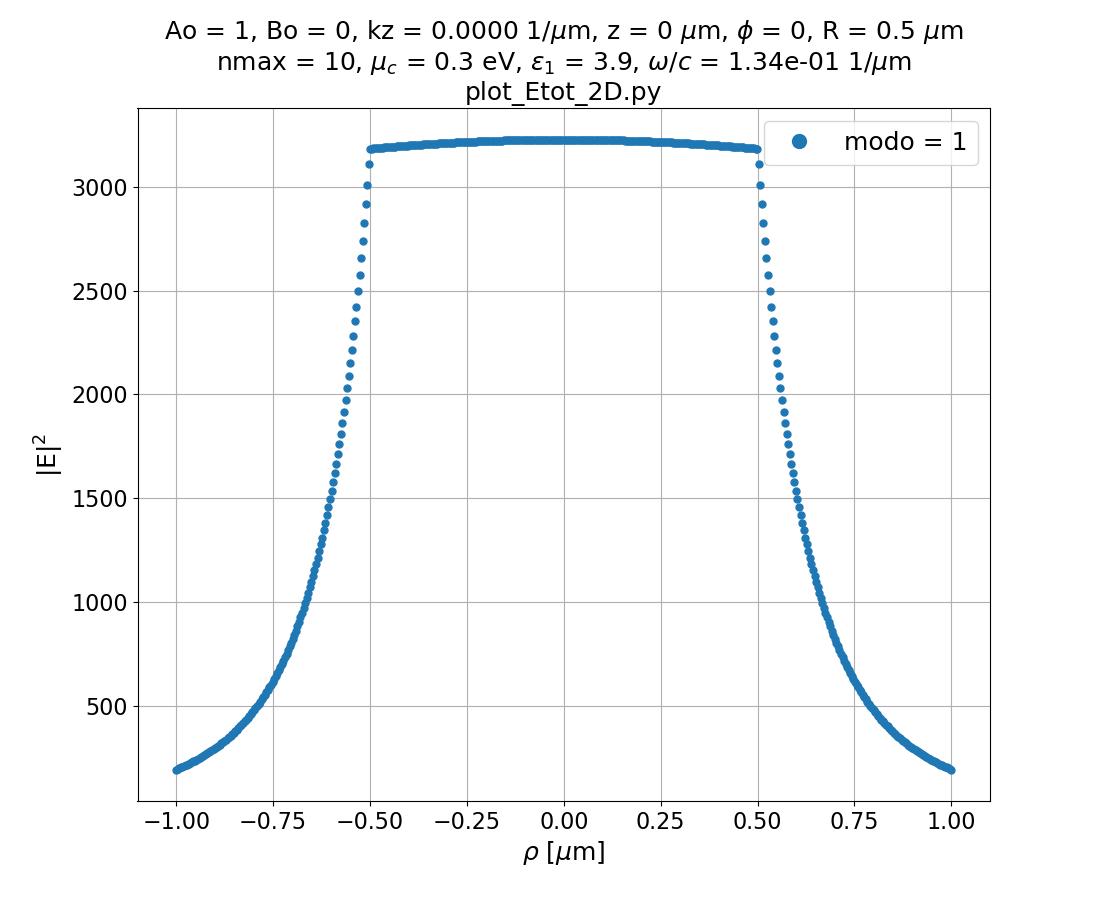 Ao = 1, Bo = 0, kz = 0.0000 1/μm, z = 0 μm, ϕ = 0, R = 0.5 μm
nmax = 10, μ_c = 0.3 eV, ε_1 = 3.9, ω/c = 1.34e-01 1/μm
plot_Etot_2D.py
modo = 1
3000
2500
2000
1500
1000
500
|E|²
−1.00 −0.75 −0.50 −0.25 0.00 0.25 0.50 0.75 1.00
ρ [μm]